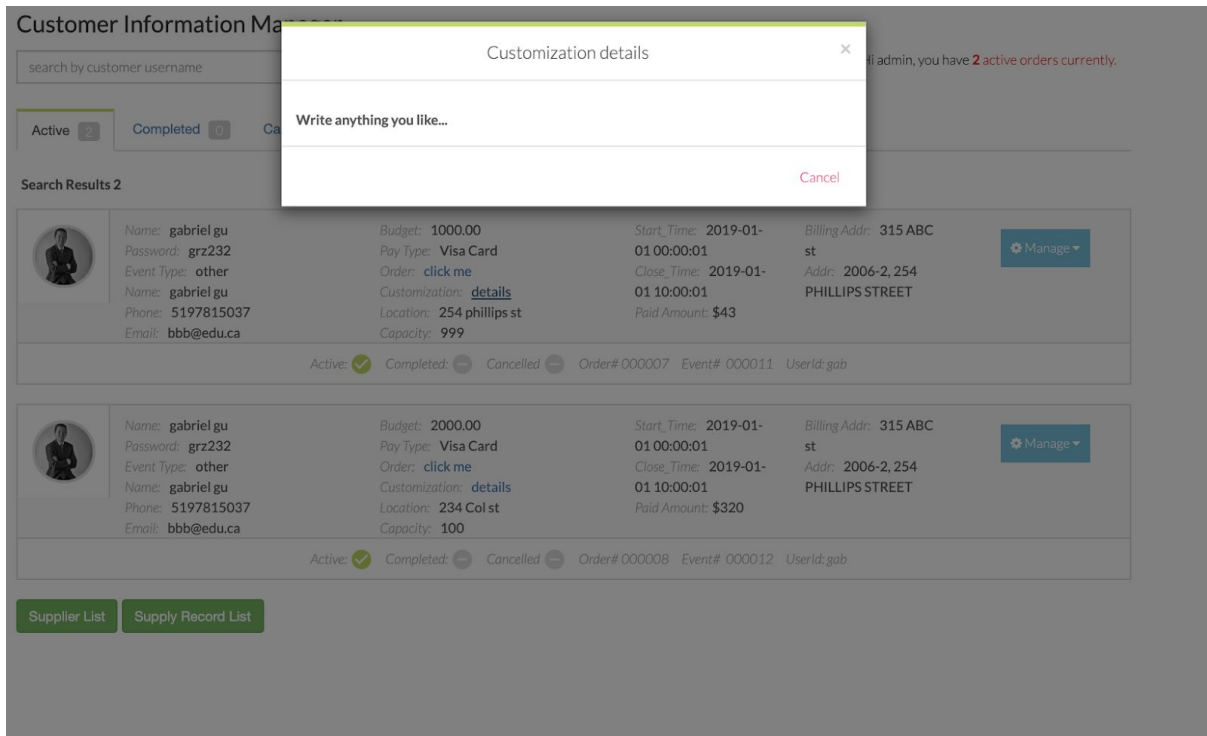 Customer Information Ma
Customization details ×
search by customer username
Hi admin, you have 2 active orders currently.
Active 2 Completed 0 Ca
Write anything you like...
Cancel
Search Results 2
Name: gabriel gu
Password: grz232
Event Type: other
Name: gabriel gu
Phone: 5197815037
Email: bbb@edu.ca
Budget: 1000.00
Pay Type: Visa Card
Order: click me
Customization: details
Location: 254 phillips st
Capacity: 999
Start_Time: 2019-01-
01 00:00:01
Close_Time: 2019-01-
01 10:00:01
Paid Amount: $43
Billing Addr: 315 ABC
st
Addr: 2006-2, 254
PHILLIPS STREET
Manage
Active: Completed: Cancelled Order# 000007 Event# 000011 UserId: gab
Name: gabriel gu
Password: grz232
Event Type: other
Name: gabriel gu
Phone: 5197815037
Email: bbb@edu.ca
Budget: 2000.00
Pay Type: Visa Card
Order: click me
Customization: details
Location: 234 Col st
Capacity: 100
Start_Time: 2019-01-
01 00:00:01
Close_Time: 2019-01-
01 10:00:01
Paid Amount: $320
Billing Addr: 315 ABC
st
Addr: 2006-2, 254
PHILLIPS STREET
Manage
Active: Completed: Cancelled Order# 000008 Event# 000012 UserId: gab
Supplier List Supply Record List